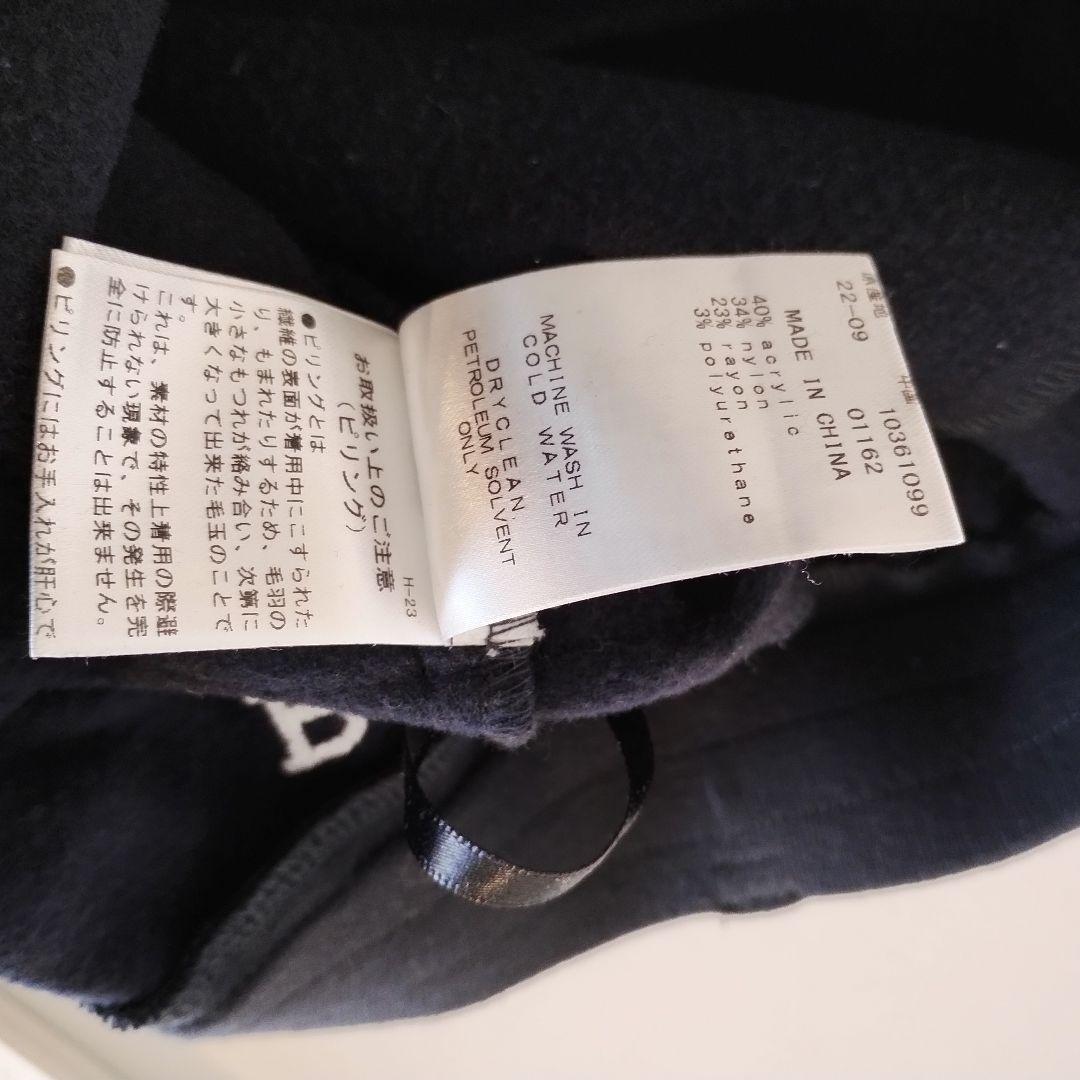 お取扱い上のご注意
(ピリング)
H-23
●ピリングとは
繊維の表面が着用中にこすられた
り、もまれたりするため、毛羽の
小さなもつれが絡み合い、次第に
大きくなって出来た毛玉のことで
す。
これは、素材の特性上着用の際避
けられない現象で、その発生を完
全に防止することは出来ません。
●ピリングにはお手入れが肝心で
原産地 中国
22-09 10361099
01162
MADE IN CHINA
40% acrylic
34% nylon
23% rayon
3% polyurethane
MACHINE WASH IN
COLD WATER
DRYCLEAN
PETROLEUM SOLVENT
ONLY